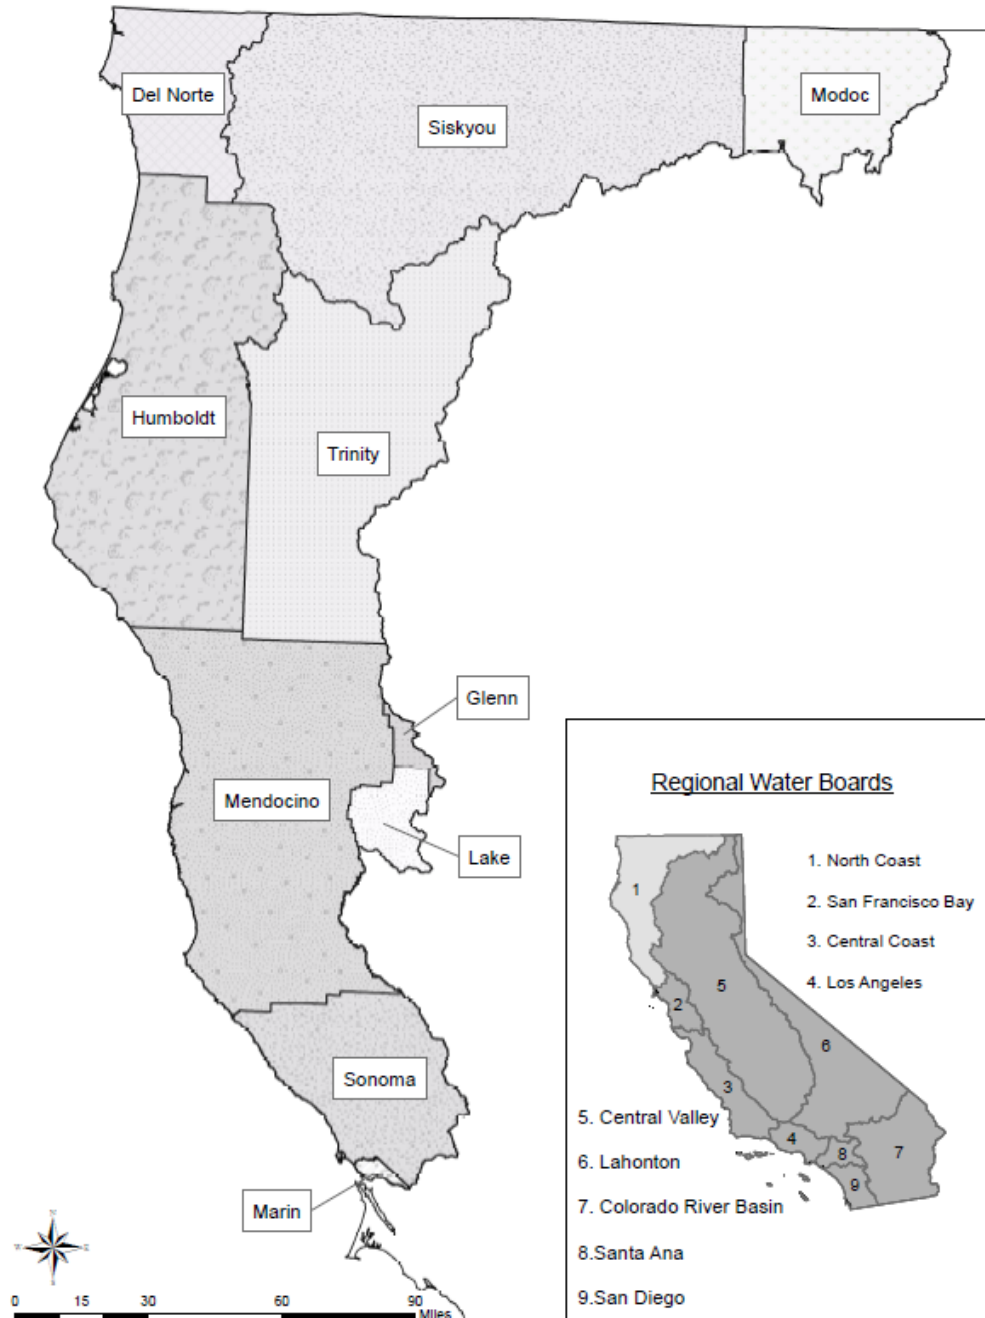 Del Norte
Siskyou
Modoc
Humboldt
Trinity
Glenn
Mendocino
Lake
Sonoma
Marin
0 15 30 60 90
Miles
Regional Water Boards
1. North Coast
2. San Francisco Bay
3. Central Coast
4. Los Angeles
5. Central Valley
6. Lahonton
7. Colorado River Basin
8.Santa Ana
9.San Diego
1
2
5
6
3
4
8
7
9